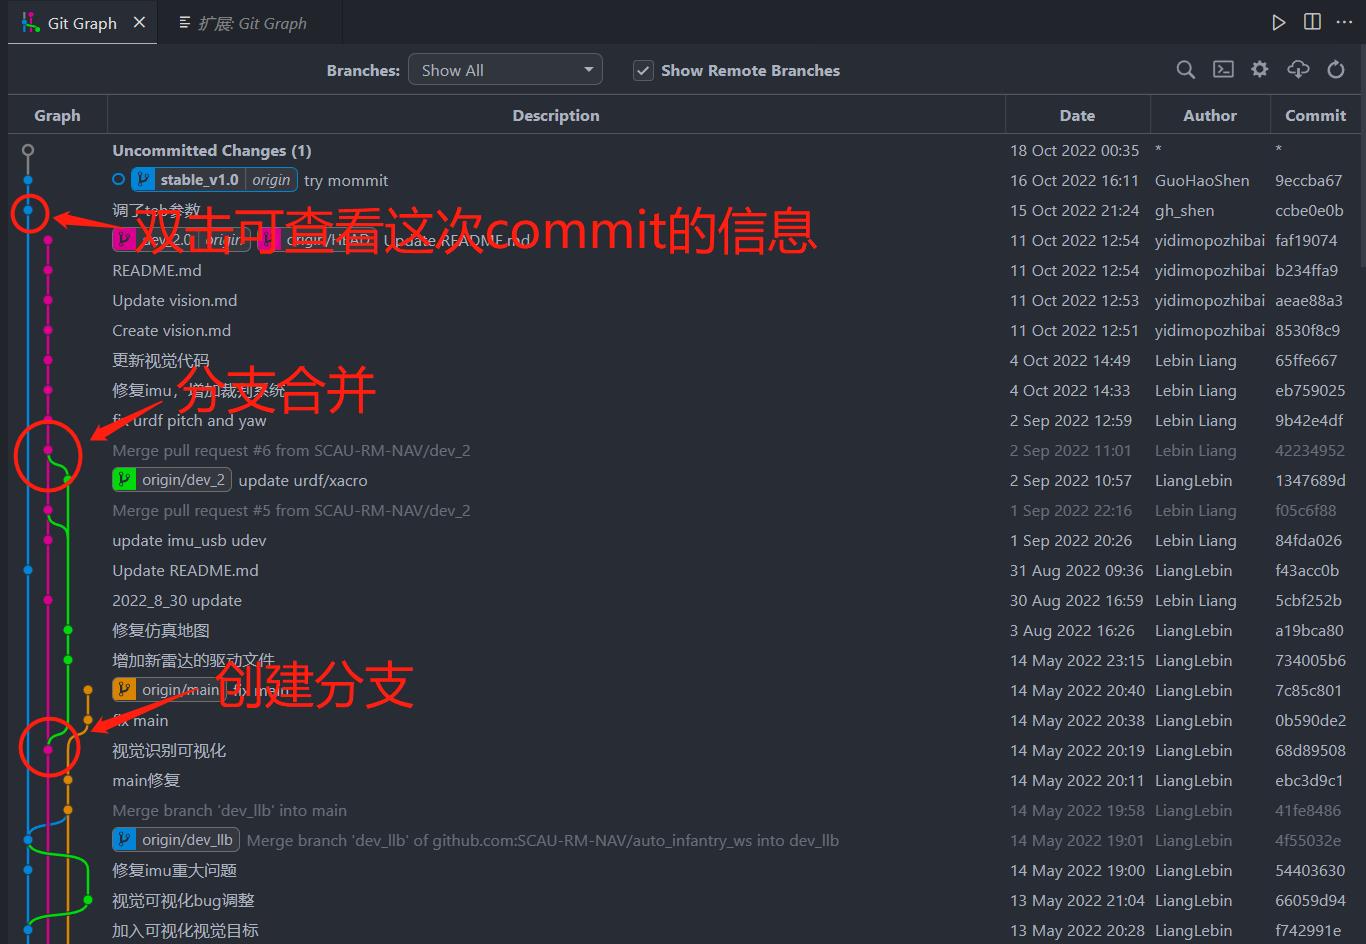 Git Graph
扩展: Git Graph
Branches: Show All Show Remote Branches
Graph Description Date Author Commit
Uncommitted Changes (1) 18 Oct 2022 00:35 * *
stable_v1.0 origin try mommit 16 Oct 2022 16:11 GuoHaoShen 9eccba67
调了teb参数 15 Oct 2022 21:24 gh_shen ccbe0e0b
双击可查看这次commit的信息
dev_2.0 origin origin/HEAD Update README.md 11 Oct 2022 12:54 yidimopozhibai faf19074
README.md 11 Oct 2022 12:54 yidimopozhibai b234ffa9
Update vision.md 11 Oct 2022 12:53 yidimopozhibai aeae88a3
Create vision.md 11 Oct 2022 12:51 yidimopozhibai 8530f8c9
更新视觉代码 4 Oct 2022 14:49 Lebin Liang 65ffe667
分支合并
修复imu，增加裁判系统 4 Oct 2022 14:33 Lebin Liang eb759025
fix urdf pitch and yaw 2 Sep 2022 12:59 Lebin Liang 9b42e4df
Merge pull request #6 from SCAU-RM-NAV/dev_2 2 Sep 2022 11:01 Lebin Liang 42234952
origin/dev_2 update urdf/xacro 2 Sep 2022 10:57 LiangLebin 1347689d
Merge pull request #5 from SCAU-RM-NAV/dev_2 1 Sep 2022 22:16 Lebin Liang f05c6f88
update imu_usb udev 1 Sep 2022 20:26 Lebin Liang 84fda026
Update README.md 31 Aug 2022 09:36 LiangLebin f43acc0b
2022_8_30 update 30 Aug 2022 16:59 Lebin Liang 5cbf252b
修复仿真地图 3 Aug 2022 16:26 LiangLebin a19bca80
增加新雷达的驱动文件 14 May 2022 23:15 LiangLebin 734005b6
创建分支
origin/main fix main 14 May 2022 20:40 LiangLebin 7c85c801
fix main 14 May 2022 20:38 LiangLebin 0b590de2
视觉识别可视化 14 May 2022 20:19 LiangLebin 68d89508
main修复 14 May 2022 20:11 LiangLebin ebc3d9c1
Merge branch 'dev_llb' into main 14 May 2022 19:58 LiangLebin 41fe8486
origin/dev_llb Merge branch 'dev_llb' of github.com:SCAU-RM-NAV/auto_infantry_ws into dev_llb 14 May 2022 19:01 LiangLebin 4f55032e
修复imu重大问题 14 May 2022 19:00 LiangLebin 54403630
视觉可视化bug调整 13 May 2022 21:04 LiangLebin 66059d94
加入可视化视觉目标 13 May 2022 20:28 LiangLebin f742991e